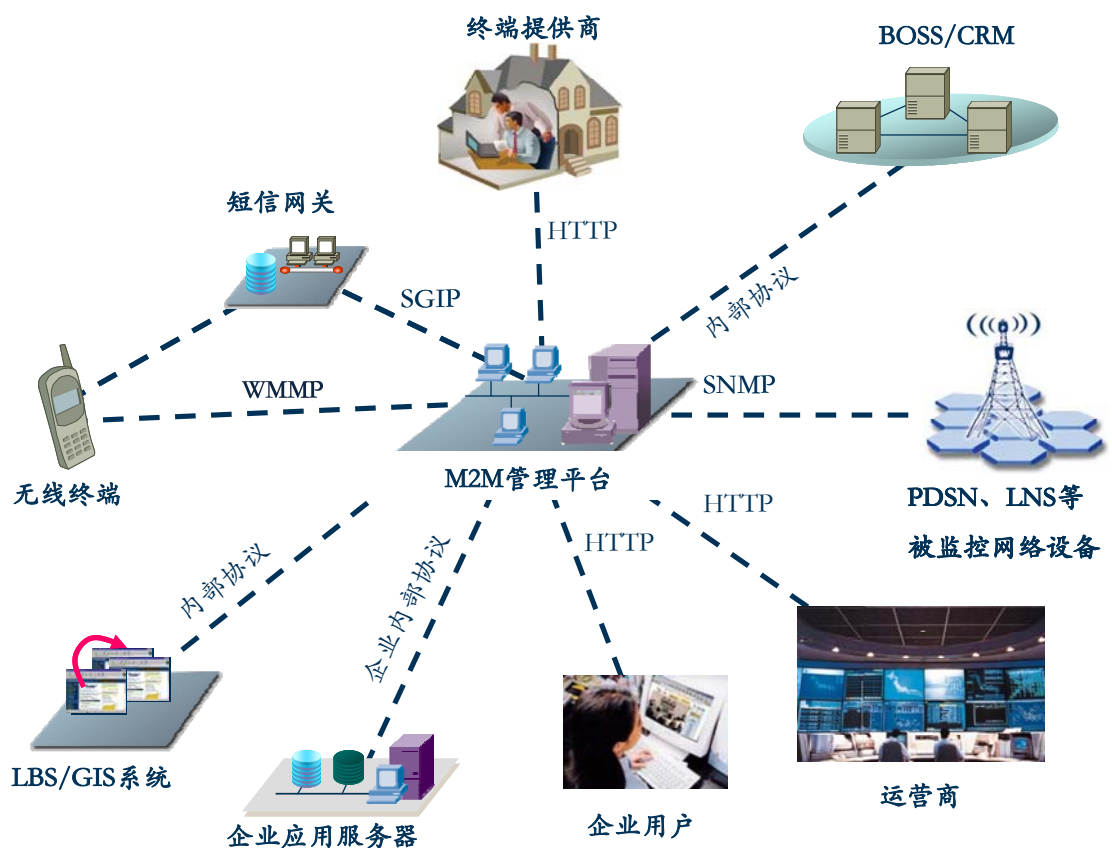 终端提供商
BOSS/CRM
短信网关
HTTP
SGIP
内部协议
WMMP
SNMP
M2M管理平台
无线终端
PDSN、LNS等
被监控网络设备
HTTP
HTTP
内部协议
企业内部协议
LBS/GIS系统
企业应用服务器
企业用户
运营商